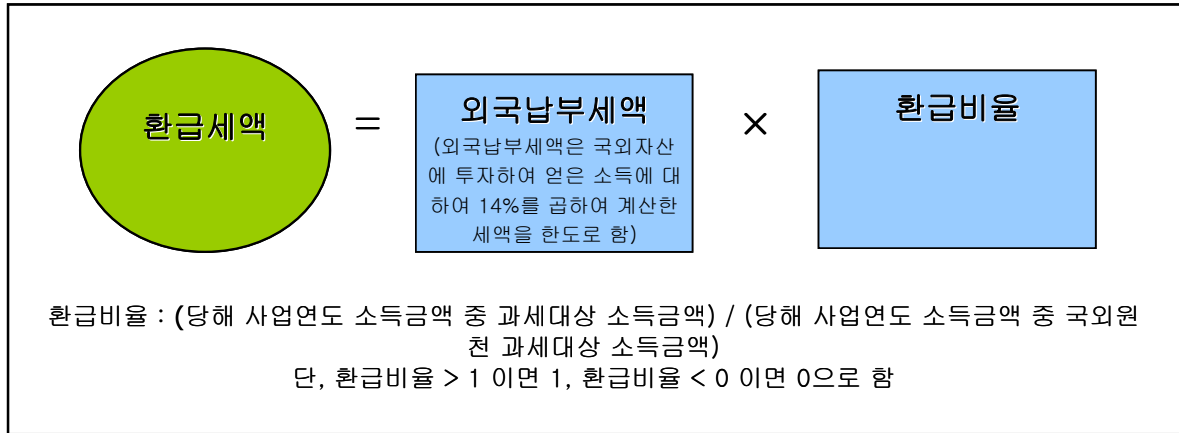 환급세액
=
외국납부세액
(외국납부세액은 국외자산
에 투자하여 얻은 소득에 대
하여 14%를 곱하여 계산한
세액을 한도로 함)
×
환급비율
환급비율 : (당해 사업연도 소득금액 중 과세대상 소득금액) / (당해 사업연도 소득금액 중 국외원
천 과세대상 소득금액)
단, 환급비율 > 1 이면 1, 환급비율 < 0 이면 0으로 함